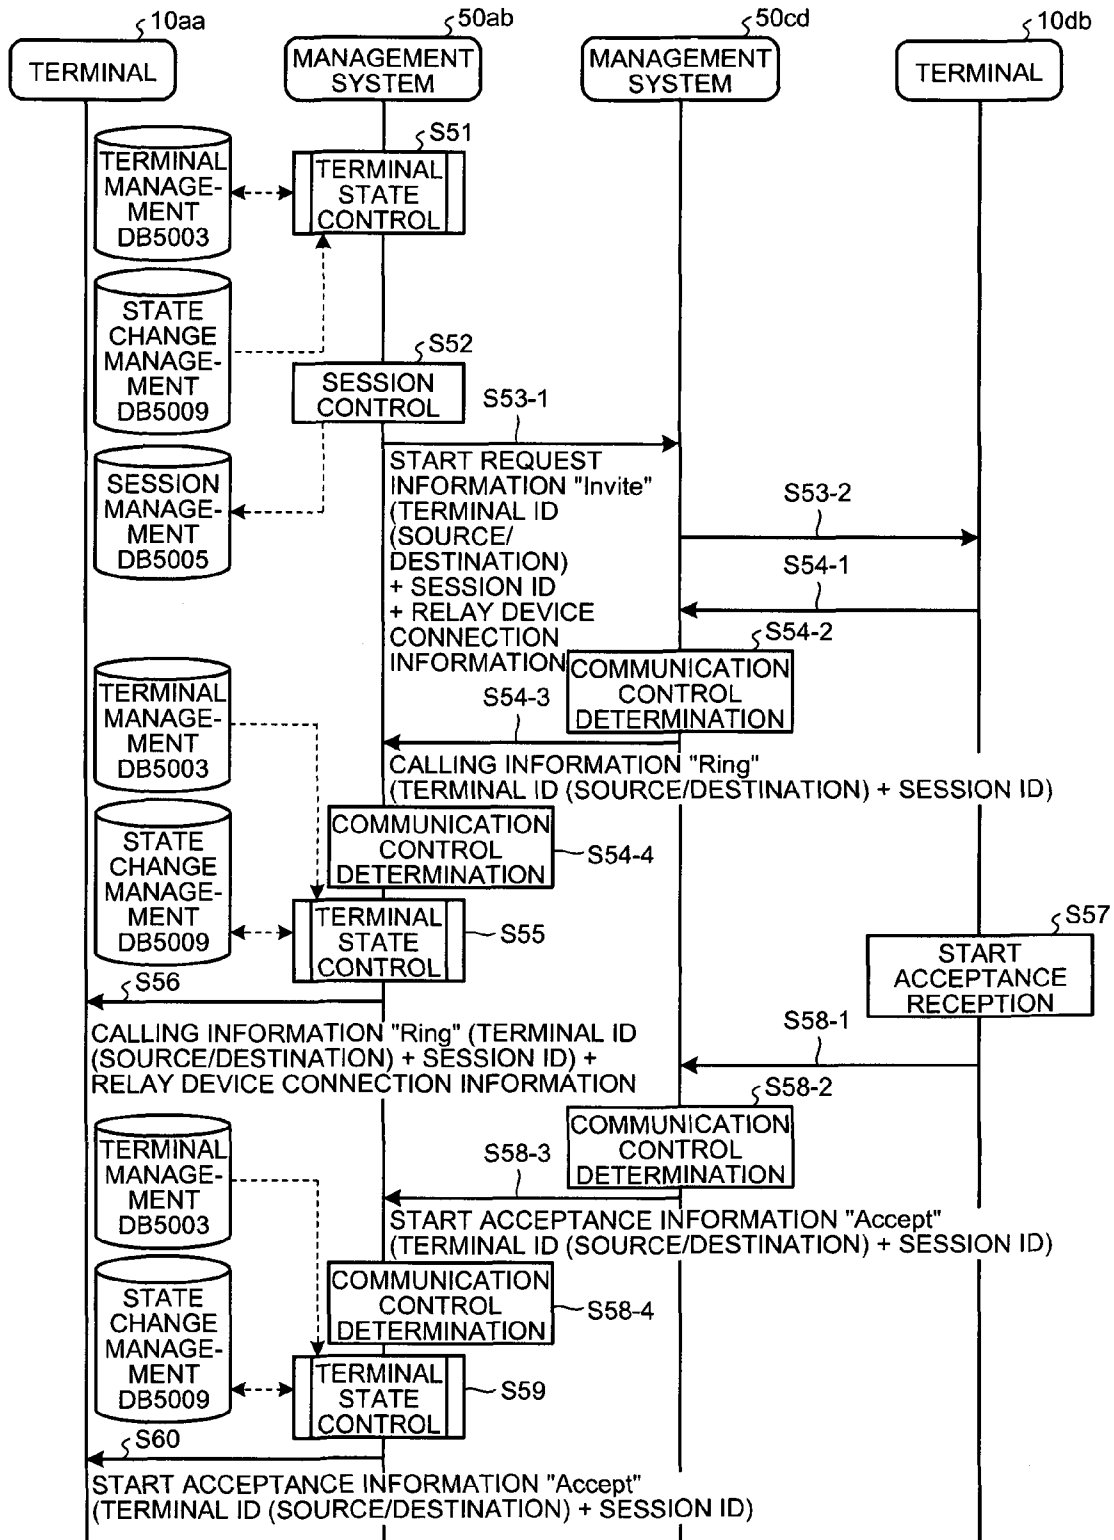 10aa
50ab
50cd
10db
TERMINAL
MANAGEMENT
SYSTEM
MANAGEMENT
SYSTEM
TERMINAL
S51
TERMINAL
MANAGE-
MENT
DB5003
TERMINAL
STATE
CONTROL
STATE
CHANGE
MANAGE-
MENT
DB5009
S52
SESSION
CONTROL
S53-1
START REQUEST
INFORMATION "Invite"
(TERMINAL ID
(SOURCE/
DESTINATION)
+ SESSION ID
+ RELAY DEVICE
CONNECTION
INFORMATION
SESSION
MANAGE-
MENT
DB5005
S53-2
S54-1
S54-2
COMMUNICATION
CONTROL
DETERMINATION
S54-3
CALLING INFORMATION "Ring"
(TERMINAL ID (SOURCE/DESTINATION) + SESSION ID)
TERMINAL
MANAGE-
MENT
DB5003
COMMUNICATION
CONTROL
DETERMINATION
S54-4
STATE
CHANGE
MANAGE-
MENT
DB5009
TERMINAL
STATE
CONTROL
S55
S57
START
ACCEPTANCE
RECEPTION
S56
CALLING INFORMATION "Ring" (TERMINAL ID
(SOURCE/DESTINATION) + SESSION ID) +
RELAY DEVICE CONNECTION INFORMATION
S58-1
S58-2
COMMUNICATION
CONTROL
DETERMINATION
S58-3
START ACCEPTANCE INFORMATION "Accept"
(TERMINAL ID (SOURCE/DESTINATION) + SESSION ID)
TERMINAL
MANAGE-
MENT
DB5003
COMMUNICATION
CONTROL
DETERMINATION
S58-4
STATE
CHANGE
MANAGE-
MENT
DB5009
TERMINAL
STATE
CONTROL
S59
S60
START ACCEPTANCE INFORMATION "Accept"
(TERMINAL ID (SOURCE/DESTINATION) + SESSION ID)